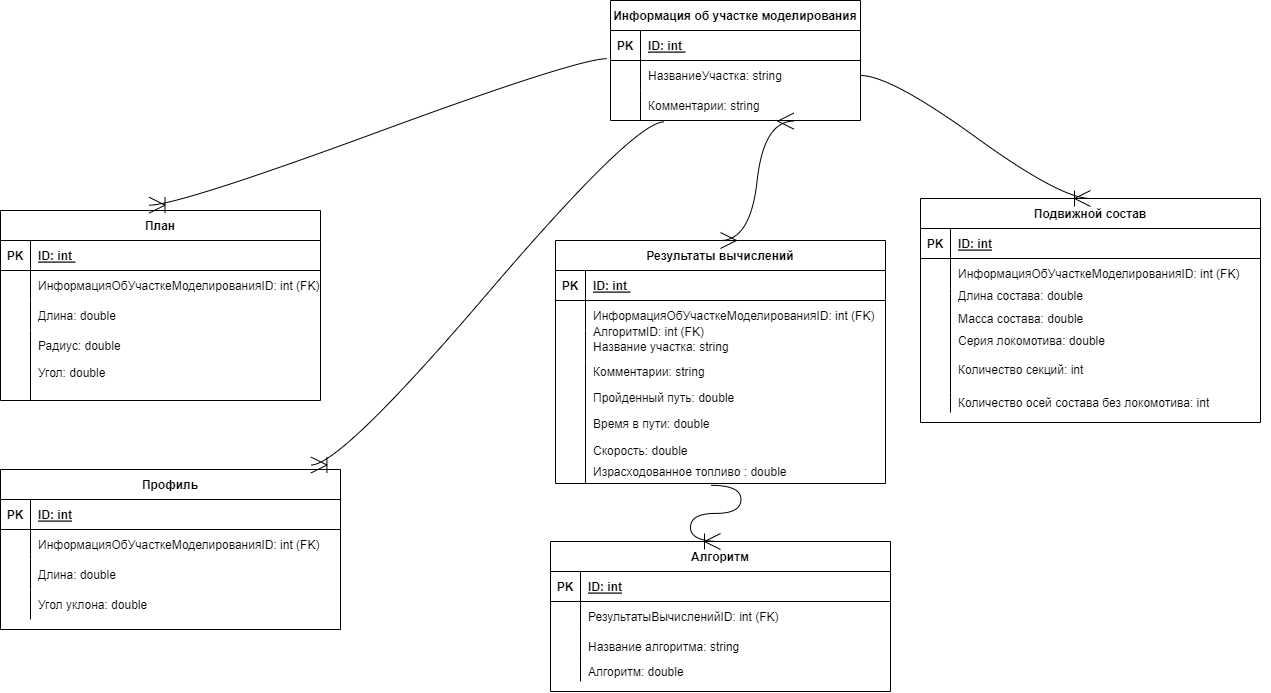 Информация об участке моделирования
PK ID: int
НазваниеУчастка: string
Комментарии: string
План
PK ID: int
ИнформацияОбУчасткеМоделированияID: int (FK)
Длина: double
Радиус: double
Угол: double
Профиль
PK ID: int
ИнформацияОбУчасткеМоделированияID: int (FK)
Длина: double
Угол уклона: double
Результаты вычислений
PK ID: int
ИнформацияОбУчасткеМоделированияID: int (FK)
АлгоритмID: int (FK)
Название участка: string
Комментарии: string
Пройденный путь: double
Время в пути: double
Скорость: double
Израсходованное топливо : double
Алгоритм
PK ID: int
РезультатыВычисленийID: int (FK)
Название алгоритма: string
Алгоритм: double
Подвижной состав
PK ID: int
ИнформацияОбУчасткеМоделированияID: int (FK)
Длина состава: double
Масса состава: double
Серия локомотива: double
Количество секций: int
Количество осей состава без локомотива: int